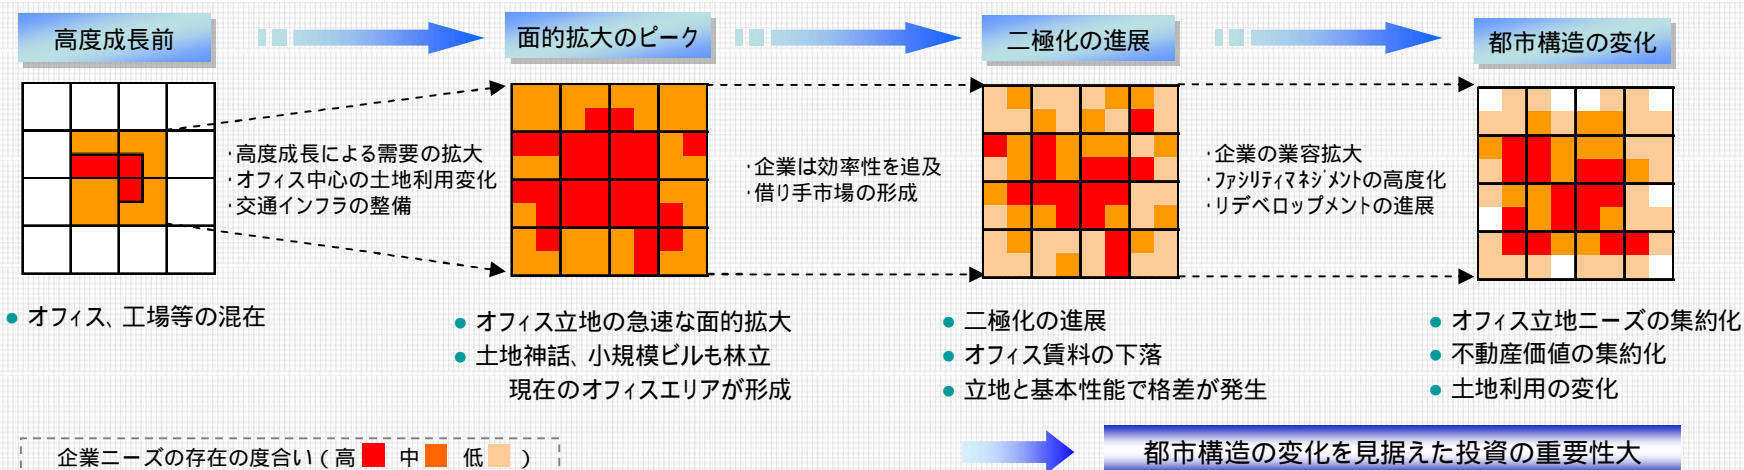 高度成長前
面的拡大のピーク
二極化の進展
都市構造の変化
･高度成長による需要の拡大
･オフィス中心の土地利用変化
･交通インフラの整備
･企業は効率性を追及
･借り手市場の形成
･企業の業容拡大
･ファシリティマネジメントの高度化
･リデベロップメントの進展
● オフィス、工場等の混在
● オフィス立地の急速な面的拡大
● 土地神話、小規模ビルも林立
現在のオフィスエリアが形成
● 二極化の進展
● オフィス賃料の下落
● 立地と基本性能で格差が発生
● オフィス立地ニーズの集約化
● 不動産価値の集約化
● 土地利用の変化
企業ニーズの存在の度合い(高 中 低 )
都市構造の変化を見据えた投資の重要性大